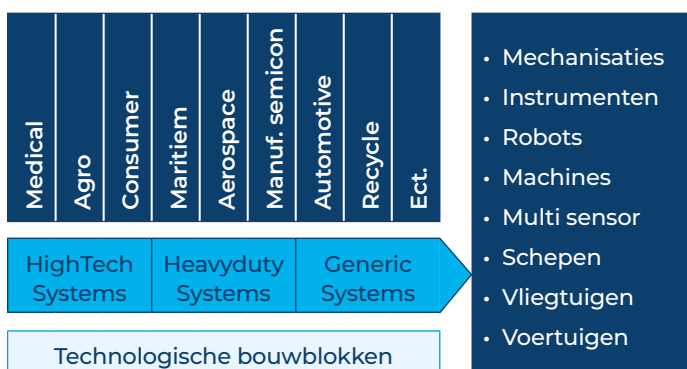 Medical
Agro
Consumer
Maritiem
Aerospace
Manuf. semicon
Automotive
Recycle
Ect.
HighTech
Systems
Heavyduty
Systems
Generic
Systems
Technologische bouwblokken
• Mechanisaties
• Instrumenten
• Robots
• Machines
• Multi sensor
• Schepen
• Vliegtuigen
• Voertuigen